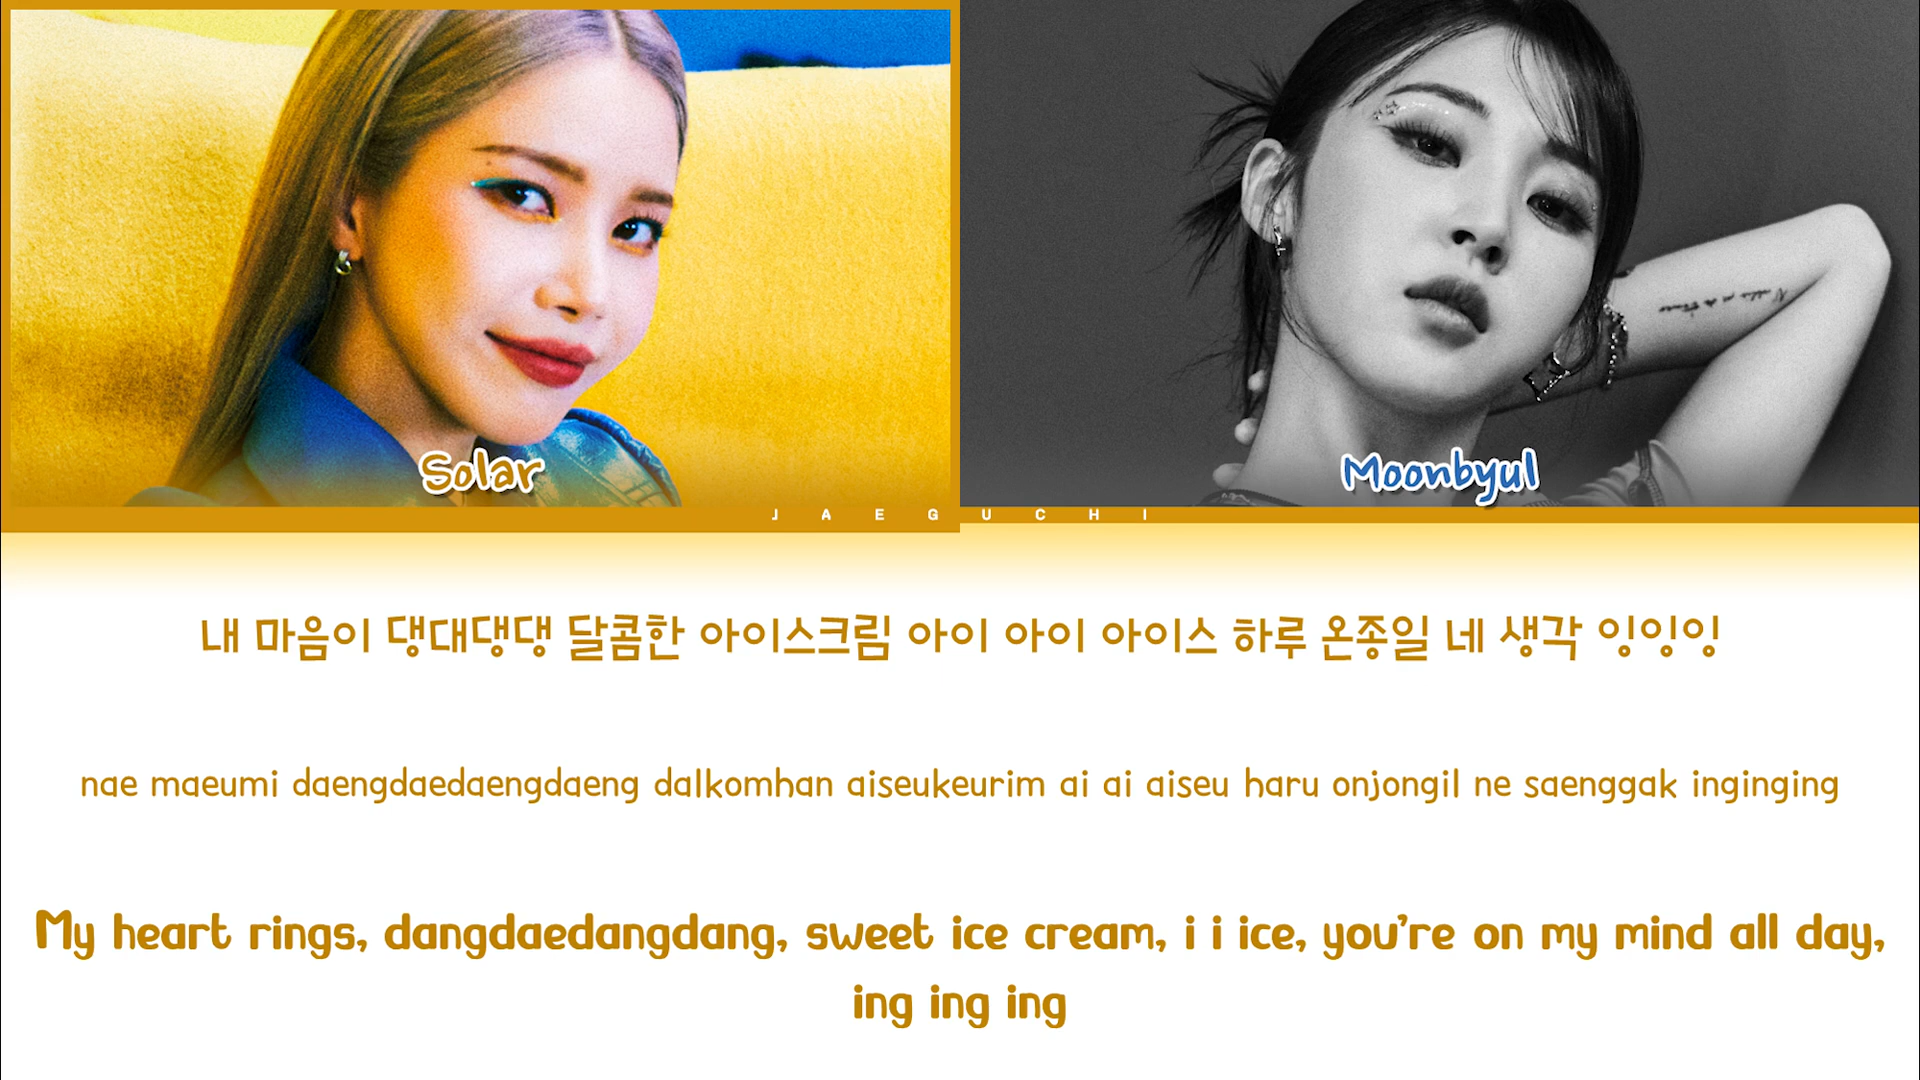 Solar
Moonbyul
JAEGUCHI
내 마음이 댕대댕댕 달콤한 아이스크림 아이 아이 아이스 하루 온종일 네 생각 잉잉잉
nae maeumi daengdaedaengdaeng dalkomhan aiseukeurim ai ai aiseu haru onjongil ne saenggak inginging
My heart rings, dangdaedangdang, sweet ice cream, i i ice, you're on my mind all day,
ing ing ing